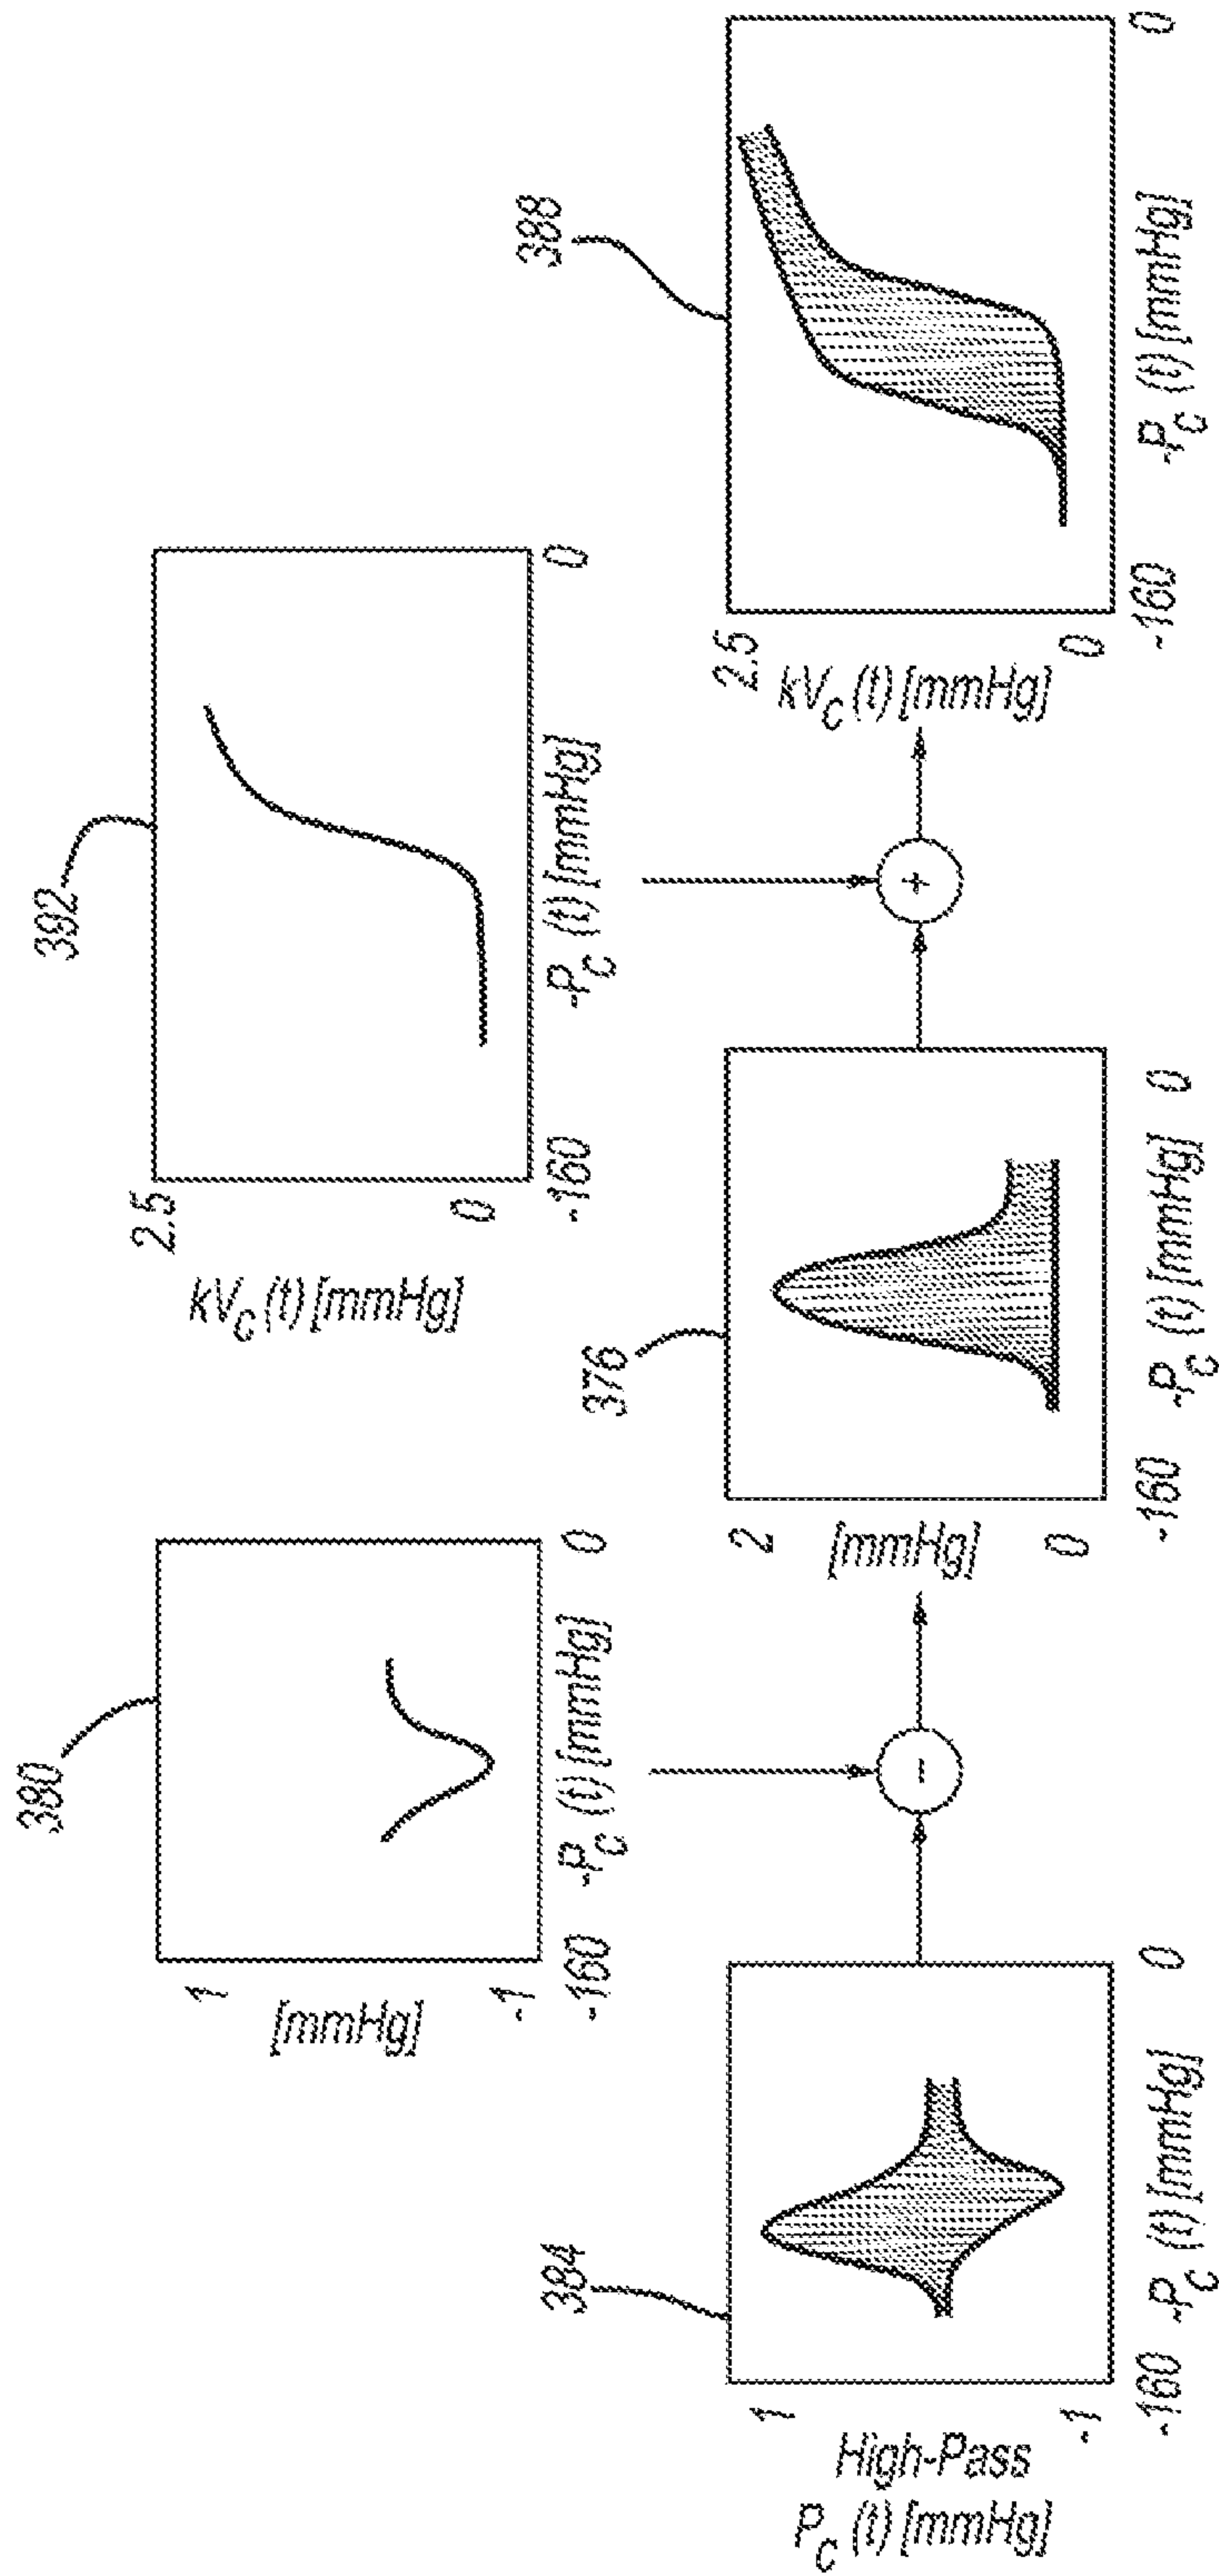 380
1
[mmHg]
-1
-160 -P_C (t) [mmHg] 0
392
2.5
kV_C (t) [mmHg]
0
-160 -P_C (t) [mmHg] 0
384
1
High-Pass
P_C (t) [mmHg]
-1
-160 -P_C (t) [mmHg] 0
−
376
2
[mmHg]
0
-160 -P_C (t) [mmHg] 0
+
388
2.5
kV_C (t) [mmHg]
0
-160 -P_C (t) [mmHg] 0